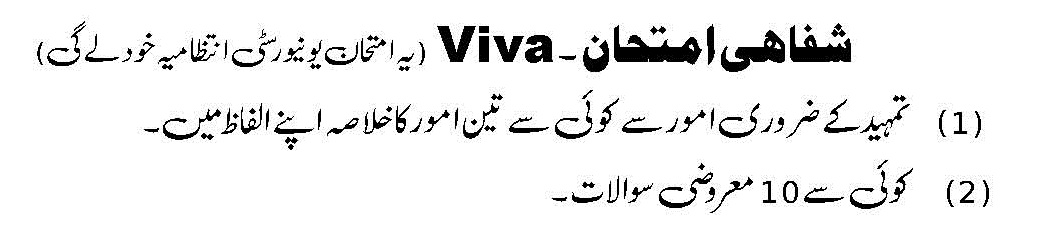 شفاھی امتحان۔Viva (یہ امتحان یونیورسٹی انتظامیہ خود لے گی)
(1) تمہید کے ضروری امور سے کوئی سے تین امور کا خلاصہ اپنے الفاظ میں۔
(2) کوئی سے 10 معروضی سوالات۔